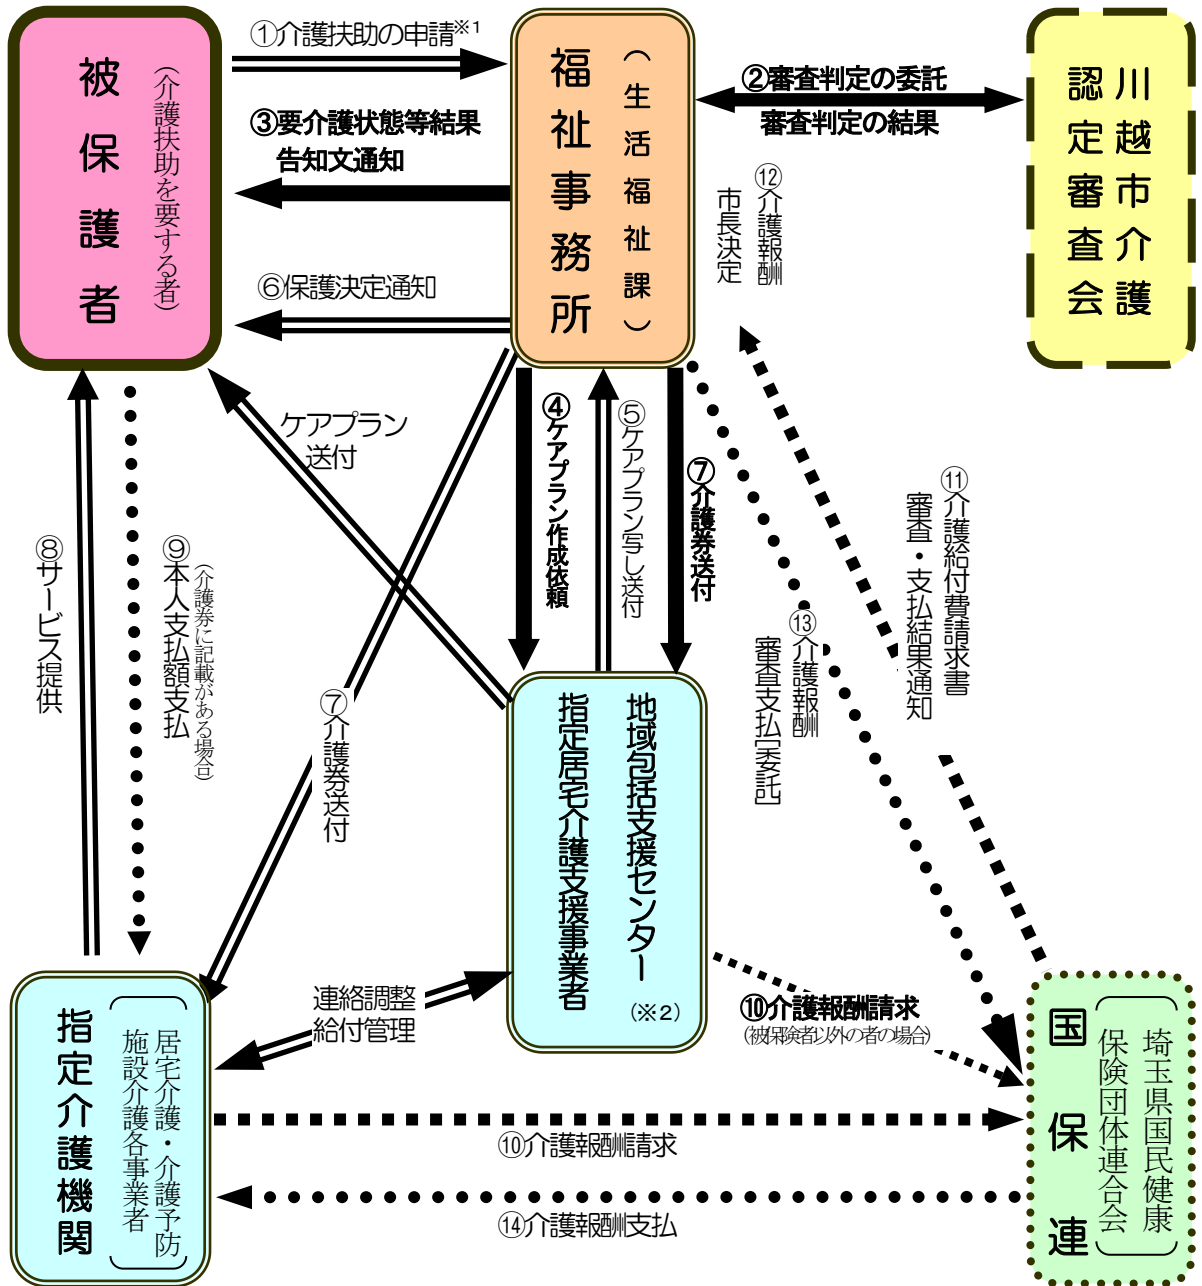 被保護者
（介護扶助を要する者）
①介護扶助の申請※1
福祉事務所
（生活福祉課）
②審査判定の委託
審査判定の結果
川越市介護
認定審査会
③要介護状態等結果
告知文通知
⑥保護決定通知
⑫介護報酬
市長決定
ケアプラン
送付
④ケアプラン作成依頼
⑤ケアプラン写し送付
⑦介護券送付
⑪介護給付費請求書
審査・支払結果通知
⑧サービス提供
⑨本人支払額支払
（介護券に記載がある場合）
⑦介護券送付
⑬介護報酬
審査支払[委託]
地域包括支援センター
（※2）
指定居宅介護支援事業者
連絡調整
給付管理
⑩介護報酬請求
（被保険者以外の者の場合）
指定介護機関
居宅介護・介護予防
施設介護各事業者
⑩介護報酬請求
⑭介護報酬支払
国保連
埼玉県国民健康
保険団体連合会